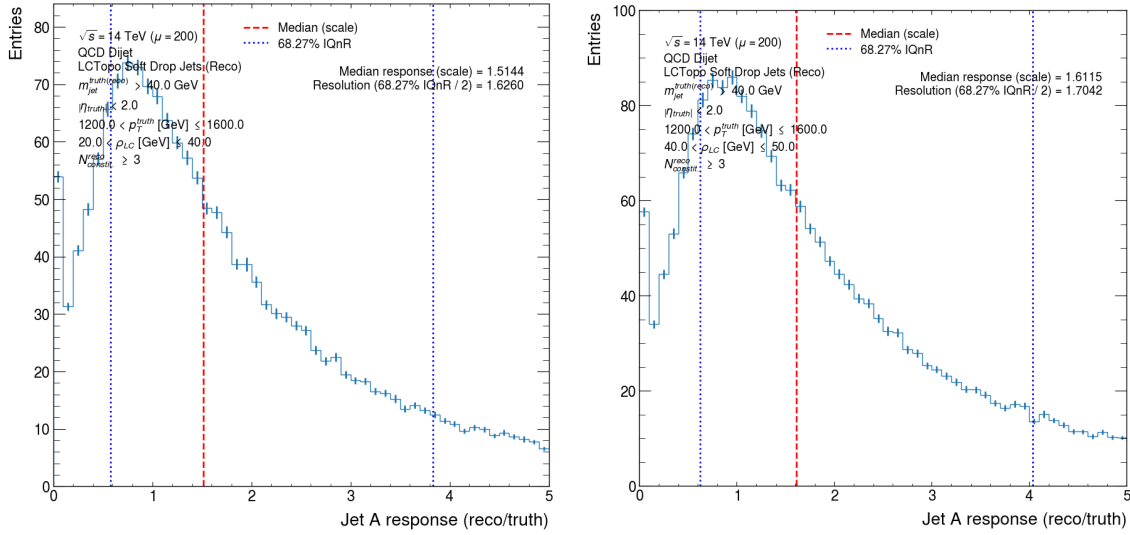 Entries
80
70
60
50
40
30
20
10
0
0 1 2 3 4 5
Jet A response (reco/truth)
√s = 14 TeV (μ = 200)
QCD Dijet
LCTopo Soft Drop Jets (Reco)
m_jet^truth(reco) > 40.0 GeV
|η_truth| < 2.0
1200.0 < p_T^truth [GeV] ≤ 1600.0
20.0 < ρ_LC [GeV] ≤ 40.0
N_constit.^reco ≥ 3
Median (scale)
68.27% IQnR
Median response (scale) = 1.5144
Resolution (68.27% IQnR / 2) = 1.6260
Entries
100
80
60
40
20
0
0 1 2 3 4 5
Jet A response (reco/truth)
√s = 14 TeV (μ = 200)
QCD Dijet
LCTopo Soft Drop Jets (Reco)
m_jet^truth(reco) > 40.0 GeV
|η_truth| < 2.0
1200.0 < p_T^truth [GeV] ≤ 1600.0
40.0 < ρ_LC [GeV] ≤ 50.0
N_constit.^reco ≥ 3
Median (scale)
68.27% IQnR
Median response (scale) = 1.6115
Resolution (68.27% IQnR / 2) = 1.7042